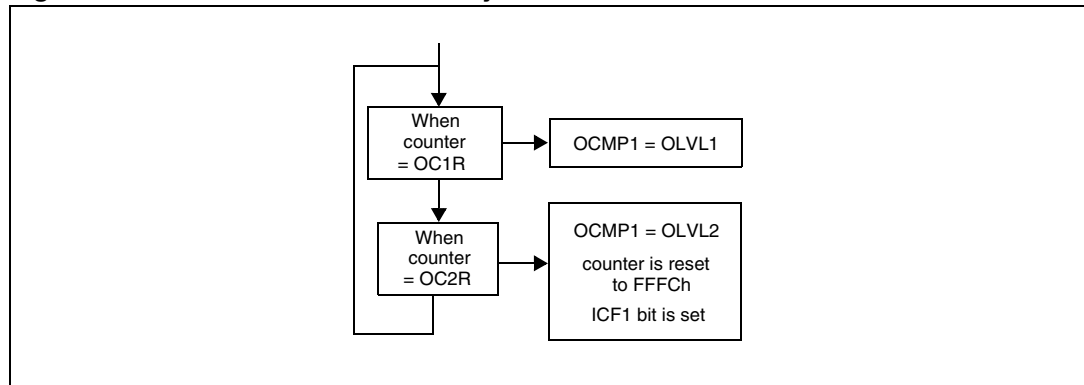 When
counter
= OC1R
OCMP1 = OLVL1
When
counter
= OC2R
OCMP1 = OLVL2
counter is reset
to FFFCh
ICF1 bit is set